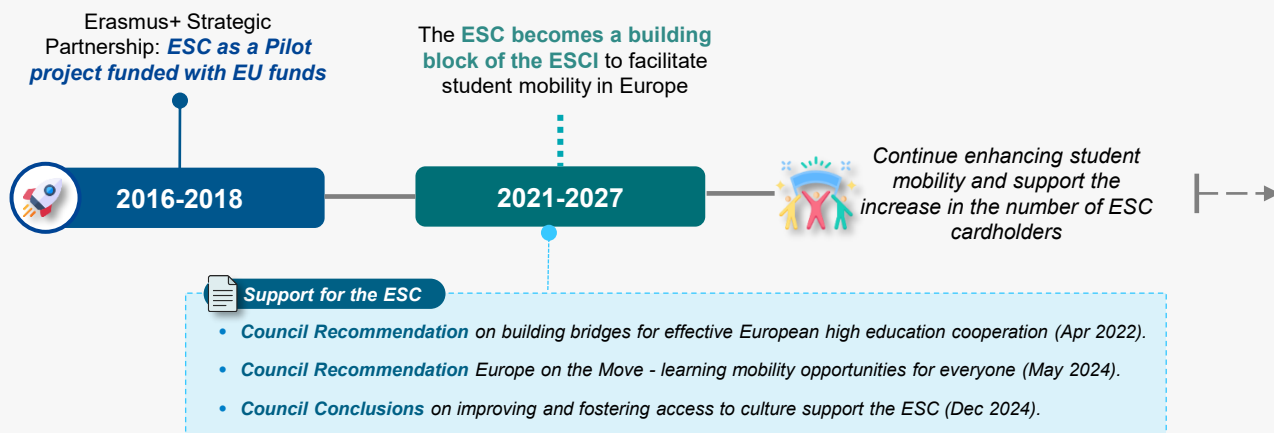 Erasmus+ Strategic
Partnership: ESC as a Pilot
project funded with EU funds
The ESC becomes a building
block of the ESCI to facilitate
student mobility in Europe
2016-2018
2021-2027
Continue enhancing student
mobility and support the
increase in the number of ESC
cardholders
Support for the ESC
• Council Recommendation on building bridges for effective European high education cooperation (Apr 2022).
• Council Recommendation Europe on the Move - learning mobility opportunities for everyone (May 2024).
• Council Conclusions on improving and fostering access to culture support the ESC (Dec 2024).